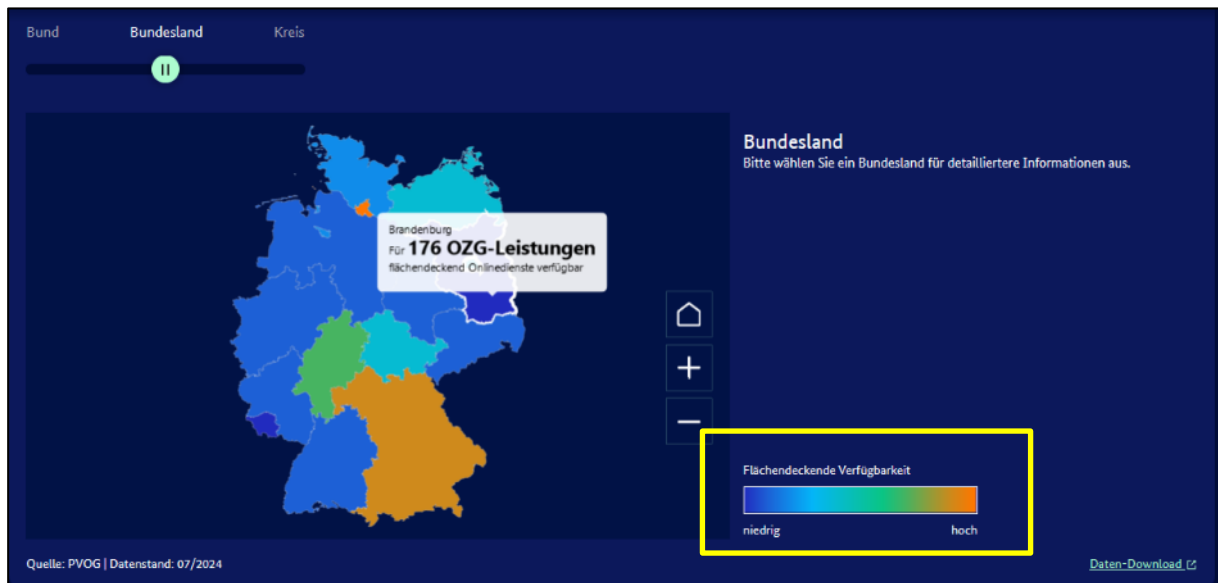 Bund Bundesland Kreis
Bundesland
Bitte wählen Sie ein Bundesland für detailliertere Informationen aus.
Brandenburg
Für 176 OZG-Leistungen
flächendeckend Onlinedienste verfügbar
Flächendeckende Verfügbarkeit
niedrig hoch
Quelle: PVOG | Datenstand: 07/2024
Daten-Download